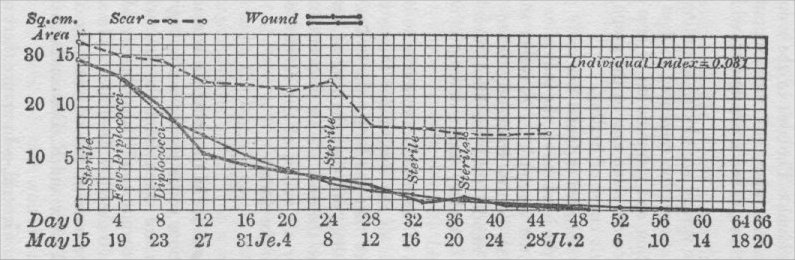 Sq.cm. Scar Wound
Area
80 15
Individual Index=0.031
20 10
10 5
Sterile
Few Diplococci
Diplococci
Sterile
Sterile
Sterile
Day 0 4 8 12 16 20 24 28 32 36 40 44 48 52 56 60 64 66
May 15 19 23 27 31 Je.4 8 12 16 20 24 28 Jl.2 6 10 14 18 20